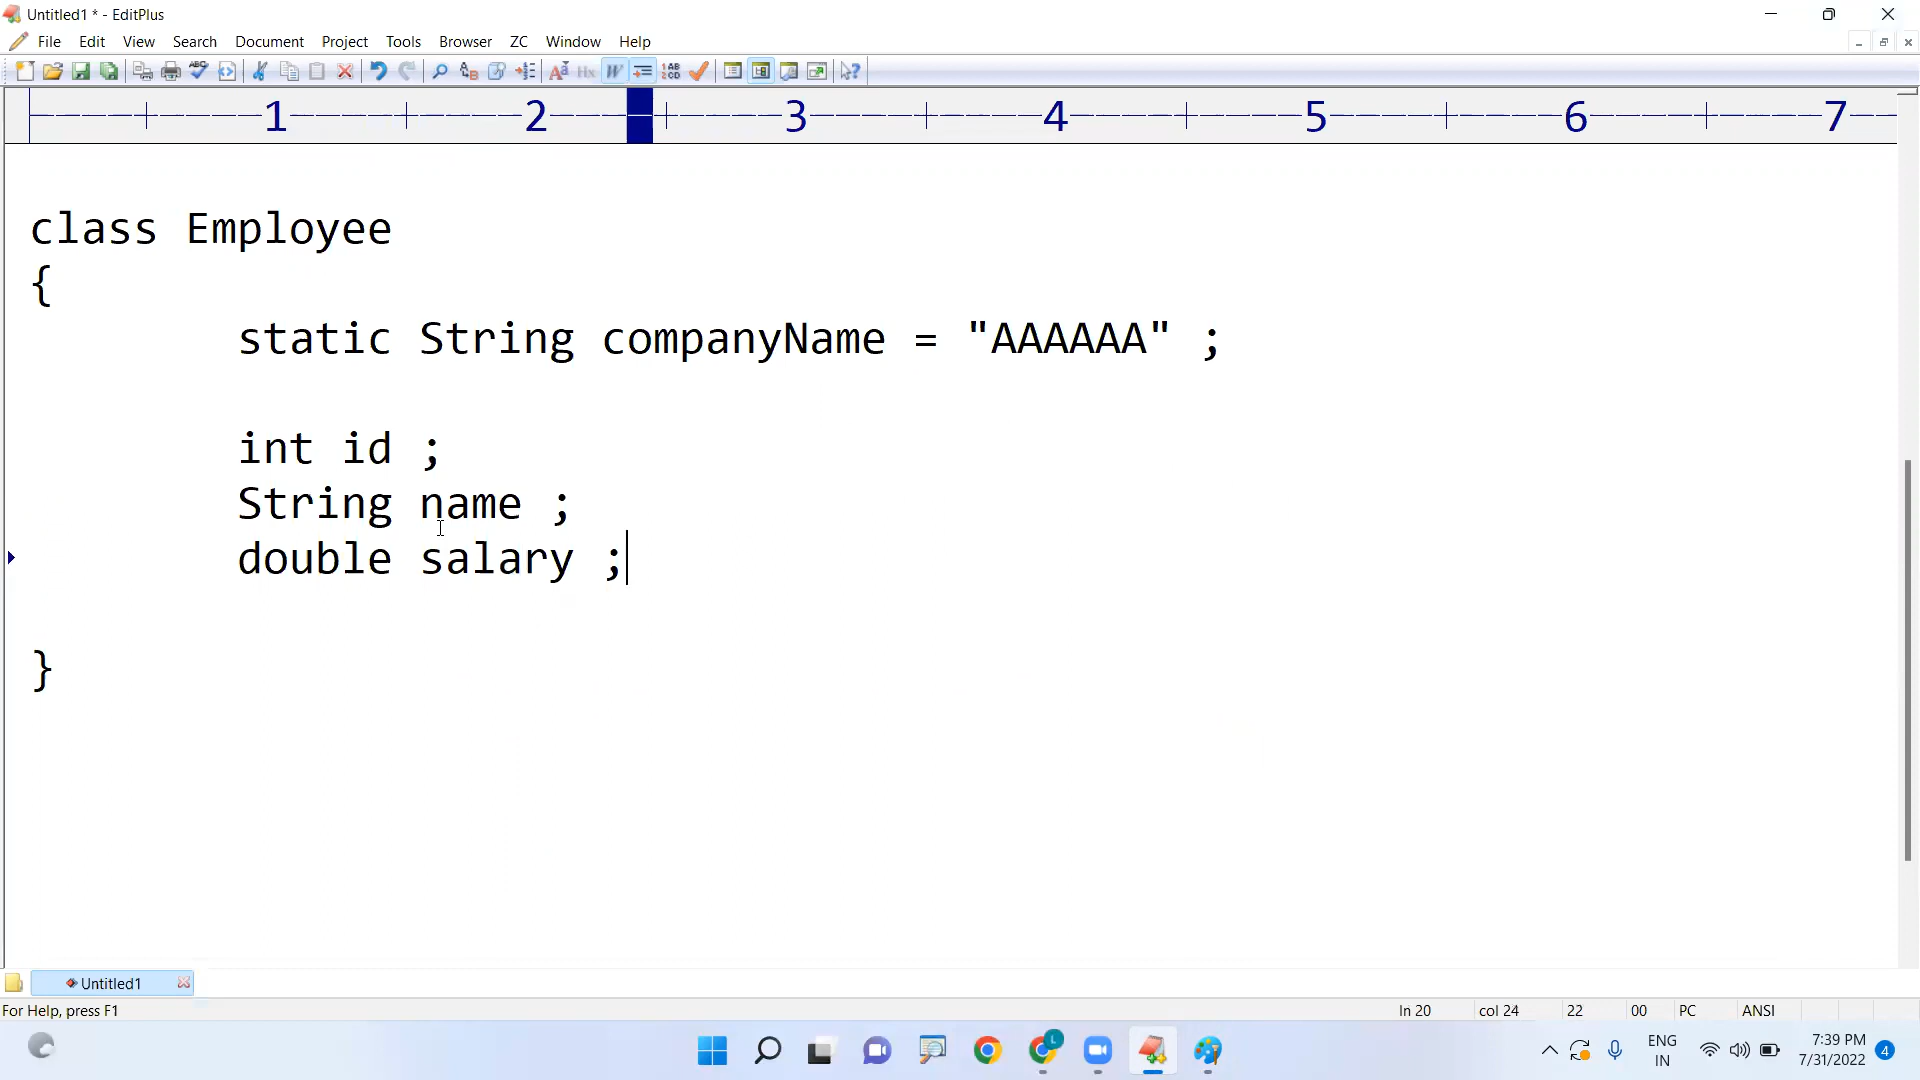 Untitled1 * - EditPlus
File Edit View Search Document Project Tools Browser ZC Window Help
1 2 3 4 5 6 7
class Employee
{
static String companyName = "AAAAAA" ;
int id ;
String name ;
double salary ;
}
Untitled1
For Help, press F1 ln 20 col 24 22 00 PC ANSI
ENG
IN
7:39 PM
7/31/2022
4